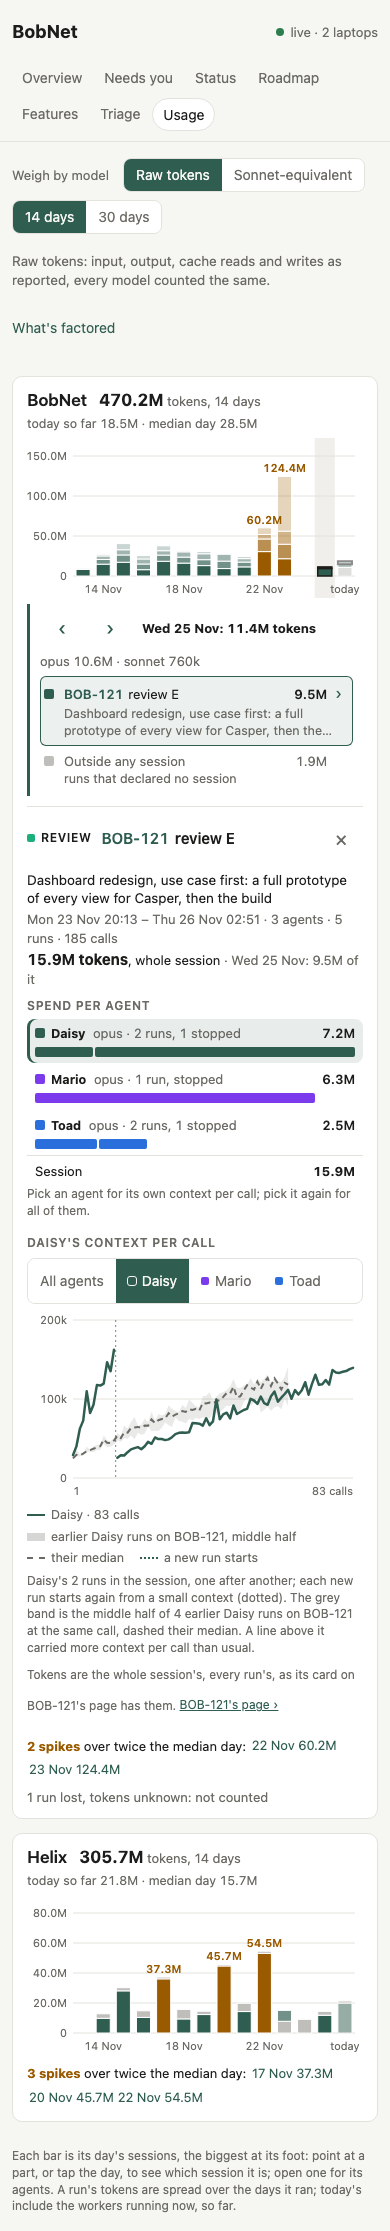 BobNet
live · 2 laptops
Overview Needs you Status Roadmap
Features Triage Usage
Weigh by model Raw tokens Sonnet-equivalent
14 days 30 days
Raw tokens: input, output, cache reads and writes as
reported, every model counted the same.
What's factored
BobNet 470.2M tokens, 14 days
today so far 18.5M · median day 28.5M
150.0M
124.4M
100.0M
60.2M
50.0M
0
14 Nov 18 Nov 22 Nov today
‹ › Wed 25 Nov: 11.4M tokens
opus 10.6M · sonnet 760k
BOB-121 review E 9.5M ›
Dashboard redesign, use case first: a full
prototype of every view for Casper, then the…
Outside any session 1.9M
runs that declared no session
REVIEW BOB-121 review E ×
Dashboard redesign, use case first: a full prototype
of every view for Casper, then the build
Mon 23 Nov 20:13 – Thu 26 Nov 02:51 · 3 agents · 5
runs · 185 calls
15.9M tokens, whole session · Wed 25 Nov: 9.5M of
it
SPEND PER AGENT
Daisy opus · 2 runs, 1 stopped 7.2M
Mario opus · 1 run, stopped 6.3M
Toad opus · 2 runs, 1 stopped 2.5M
Session 15.9M
Pick an agent for its own context per call; pick it again for
all of them.
DAISY'S CONTEXT PER CALL
All agents Daisy Mario Toad
200k
100k
0
1 83 calls
Daisy · 83 calls
earlier Daisy runs on BOB-121, middle half
their median a new run starts
Daisy's 2 runs in the session, one after another; each new
run starts again from a small context (dotted). The grey
band is the middle half of 4 earlier Daisy runs on BOB-121
at the same call, dashed their median. A line above it
carried more context per call than usual.
Tokens are the whole session's, every run's, as its card on
BOB-121's page has them. BOB-121's page ›
2 spikes over twice the median day: 22 Nov 60.2M
23 Nov 124.4M
1 run lost, tokens unknown: not counted
Helix 305.7M tokens, 14 days
today so far 21.8M · median day 15.7M
80.0M
60.0M
54.5M
45.7M
40.0M
37.3M
20.0M
0
14 Nov 18 Nov 22 Nov today
3 spikes over twice the median day: 17 Nov 37.3M
20 Nov 45.7M 22 Nov 54.5M
Each bar is its day's sessions, the biggest at its foot: point at a
part, or tap the day, to see which session it is; open one for its
agents. A run's tokens are spread over the days it ran; today's
include the workers running now, so far.